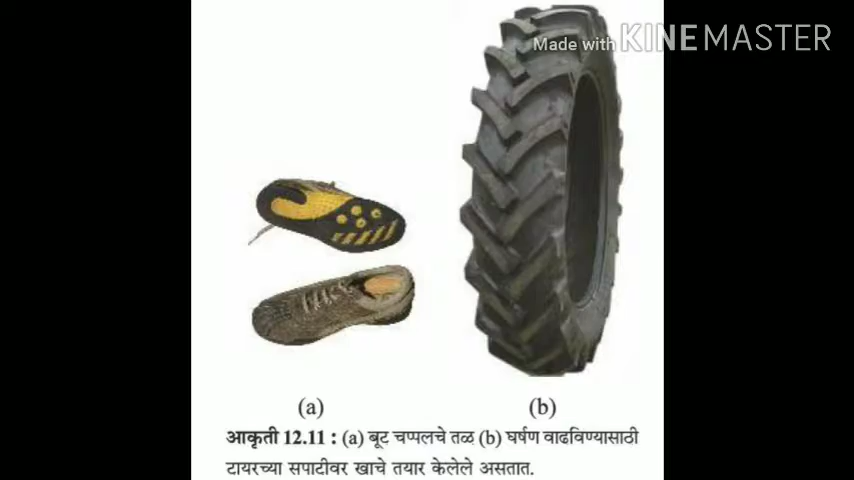 Made with KINEMASTER
(a) (b)
आकृती 12.11 : (a) बूट चप्पलचे तळ (b) घर्षण वाढविण्यासाठी
टायरच्या सपाटीवर खाचे तयार केलेले असतात.